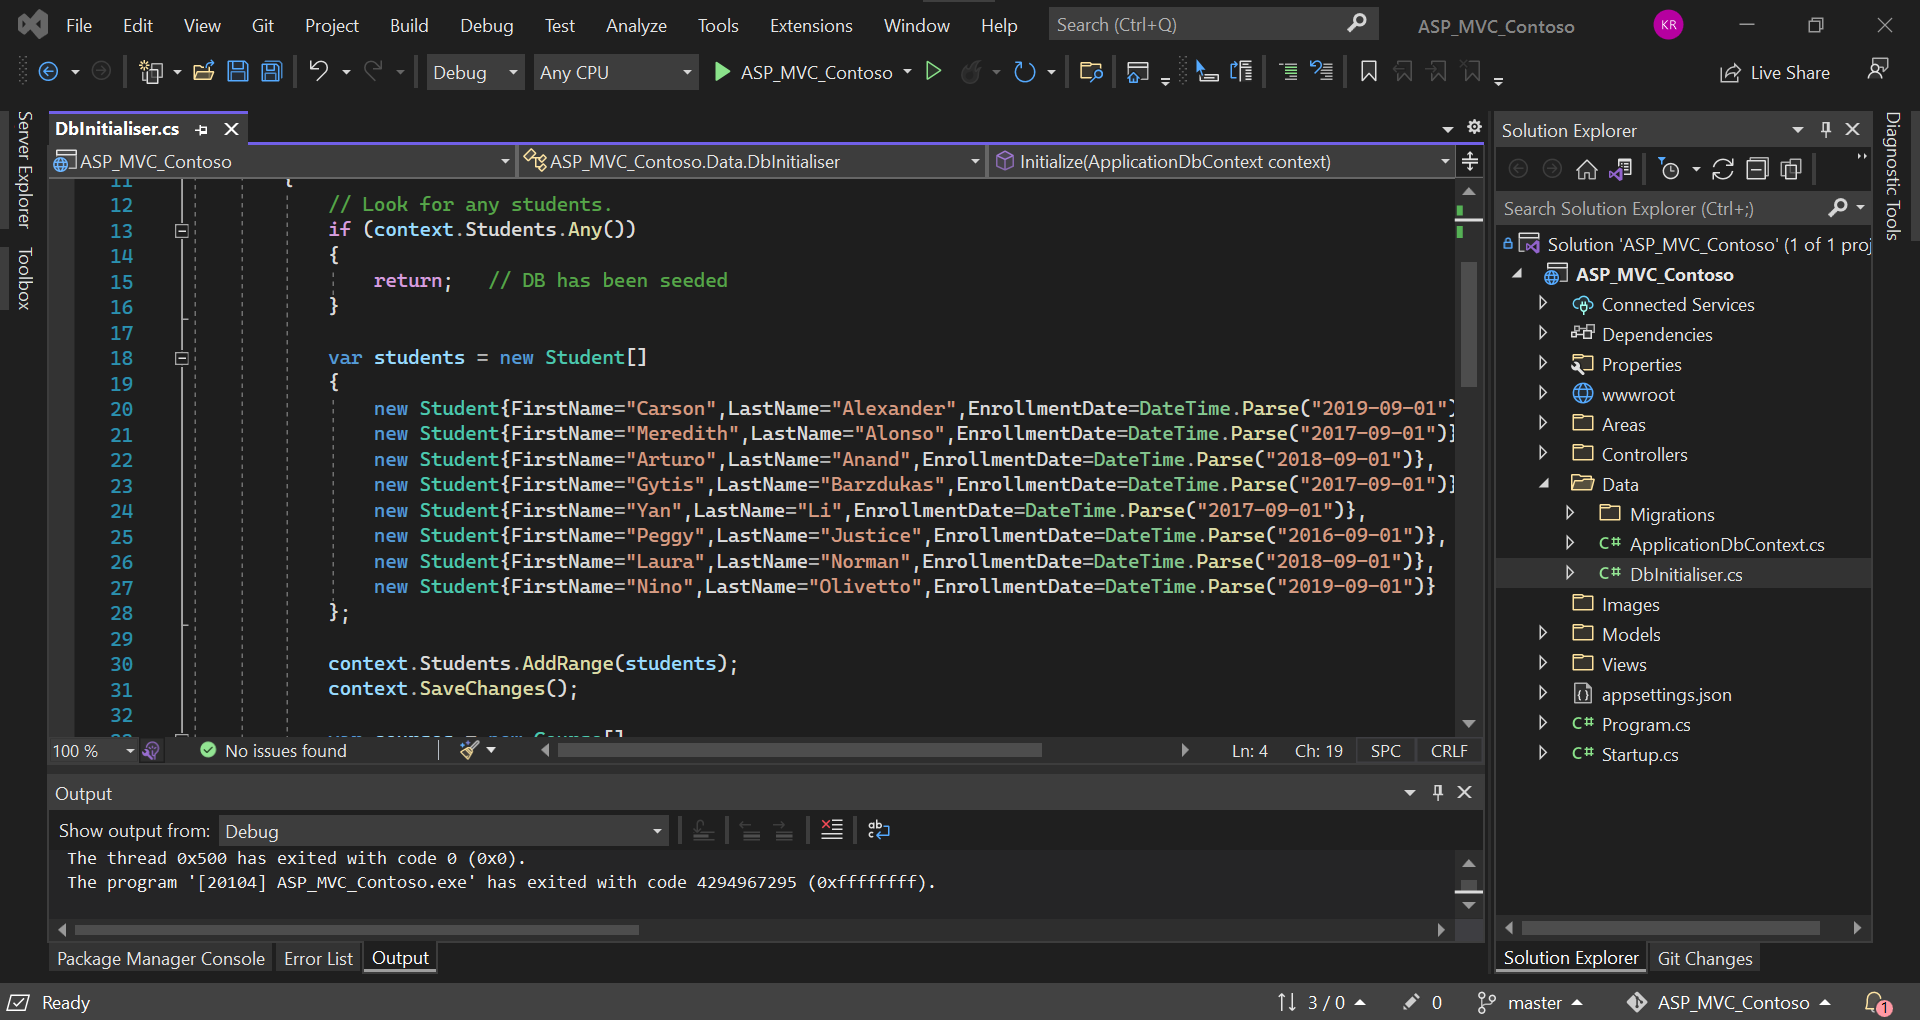 File Edit View Git Project Build Debug Test Analyze Tools Extensions Window Help Search (Ctrl+Q) ASP_MVC_Contoso KR
Debug Any CPU ASP_MVC_Contoso Live Share
Server Explorer
Toolbox
DbInitialiser.cs
ASP_MVC_Contoso ASP_MVC_Contoso.Data.DbInitialiser Initialize(ApplicationDbContext context)
11 {
12 // Look for any students.
13 if (context.Students.Any())
14 {
15 return; // DB has been seeded
16 }
17
18 var students = new Student[]
19 {
20 new Student{FirstName="Carson",LastName="Alexander",EnrollmentDate=DateTime.Parse("2019-09-01")
21 new Student{FirstName="Meredith",LastName="Alonso",EnrollmentDate=DateTime.Parse("2017-09-01")}
22 new Student{FirstName="Arturo",LastName="Anand",EnrollmentDate=DateTime.Parse("2018-09-01")},
23 new Student{FirstName="Gytis",LastName="Barzdukas",EnrollmentDate=DateTime.Parse("2017-09-01")}
24 new Student{FirstName="Yan",LastName="Li",EnrollmentDate=DateTime.Parse("2017-09-01")},
25 new Student{FirstName="Peggy",LastName="Justice",EnrollmentDate=DateTime.Parse("2016-09-01")},
26 new Student{FirstName="Laura",LastName="Norman",EnrollmentDate=DateTime.Parse("2018-09-01")},
27 new Student{FirstName="Nino",LastName="Olivetto",EnrollmentDate=DateTime.Parse("2019-09-01")}
28 };
29
30 context.Students.AddRange(students);
31 context.SaveChanges();
32
33 var courses = new Course[]
100 % No issues found Ln: 4 Ch: 19 SPC CRLF
Output
Show output from: Debug
The thread 0x500 has exited with code 0 (0x0).
The program '[20104] ASP_MVC_Contoso.exe' has exited with code 4294967295 (0xffffffff).
Package Manager Console Error List Output
Solution Explorer
Search Solution Explorer (Ctrl+;)
Solution 'ASP_MVC_Contoso' (1 of 1 proj
ASP_MVC_Contoso
Connected Services
Dependencies
Properties
wwwroot
Areas
Controllers
Data
Migrations
C# ApplicationDbContext.cs
C# DbInitialiser.cs
Images
Models
Views
appsettings.json
C# Program.cs
C# Startup.cs
Solution Explorer Git Changes
Diagnostic Tools
Ready 3 / 0 0 master ASP_MVC_Contoso 1